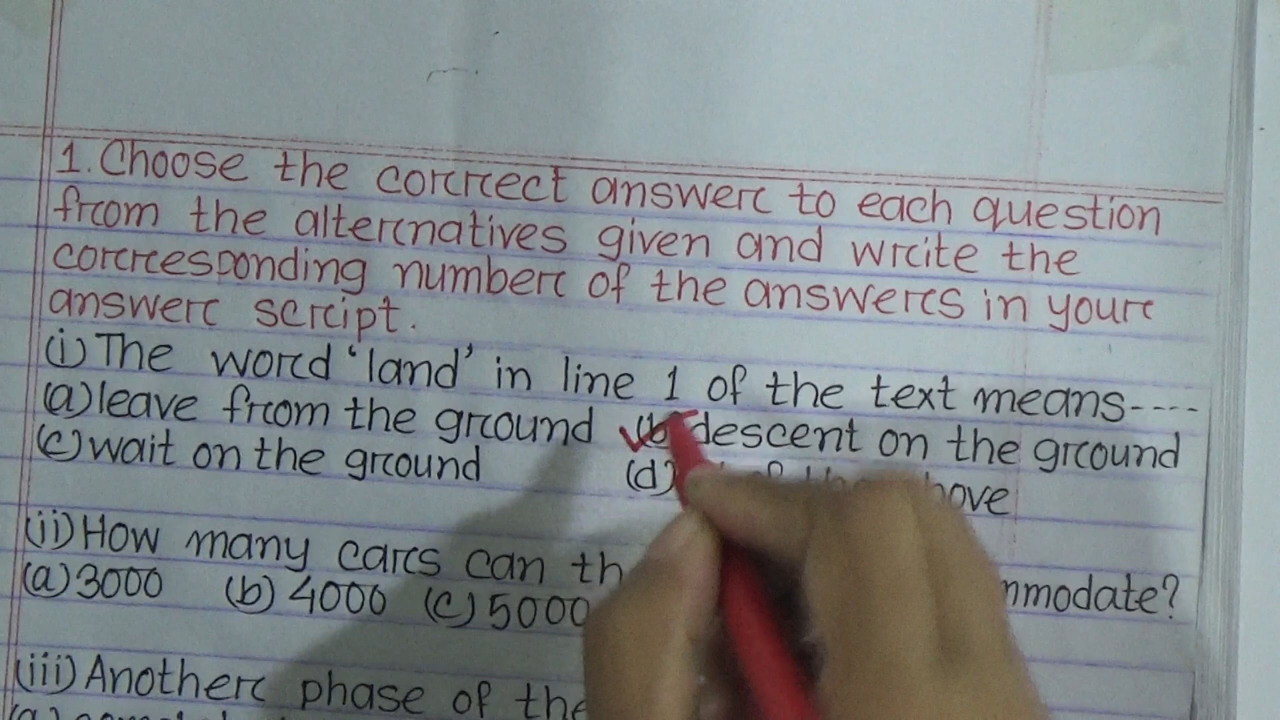 1. Choose the correct answer to each question
from the alternatives given and write the
corresponding number of the answers in your
answer script.
(i) The word 'land' in line 1 of the text means----
(a) leave from the ground (b) descent on the ground
(c) wait on the ground (d)
(ii) How many cars can
(a) 3000 (b) 4000 (c) 5000
(iii) Another phase of the